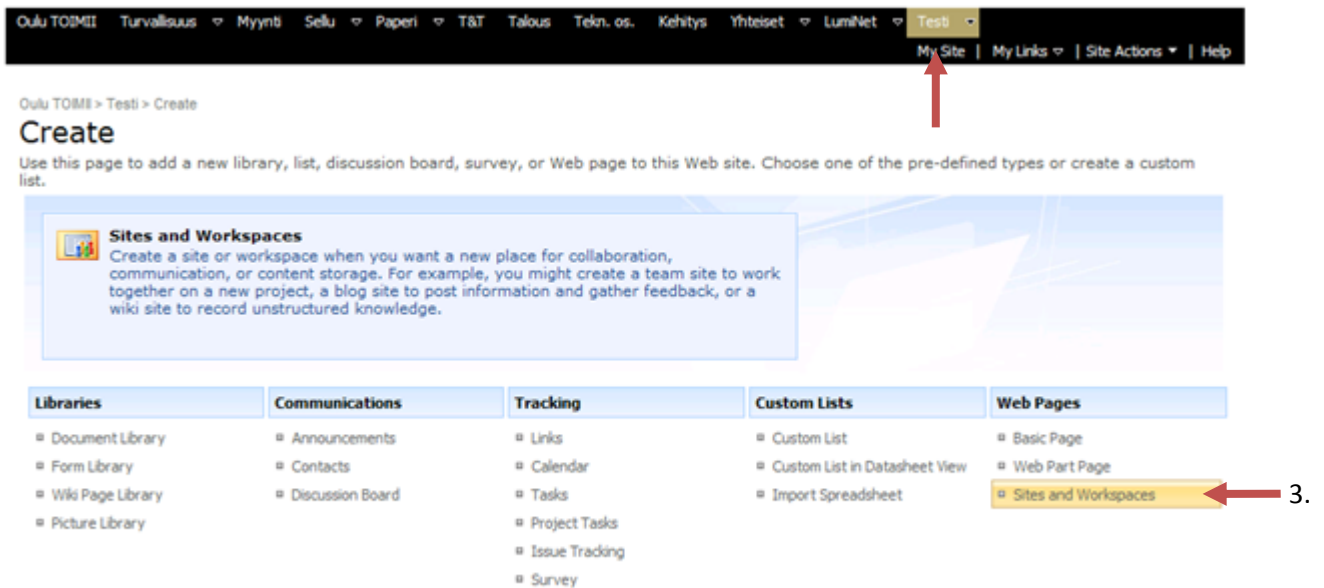 Oulu TOIMII Turvallisuus Myynti Sellu Paperi T&T Talous Tekn. os. Kehitys Yhteiset LumiNet Testi
My Site | My Links | Site Actions | Help
Oulu TOIMII > Testi > Create
Create
Use this page to add a new library, list, discussion board, survey, or Web page to this Web site. Choose one of the pre-defined types or create a custom
list.
Sites and Workspaces
Create a site or workspace when you want a new place for collaboration,
communication, or content storage. For example, you might create a team site to work
together on a new project, a blog site to post information and gather feedback, or a
wiki site to record unstructured knowledge.
Libraries Communications Tracking Custom Lists Web Pages
Document Library Announcements Links Custom List Basic Page
Form Library Contacts Calendar Custom List in Datasheet View Web Part Page
Wiki Page Library Discussion Board Tasks Import Spreadsheet Sites and Workspaces 3.
Picture Library Project Tasks
Issue Tracking
Survey